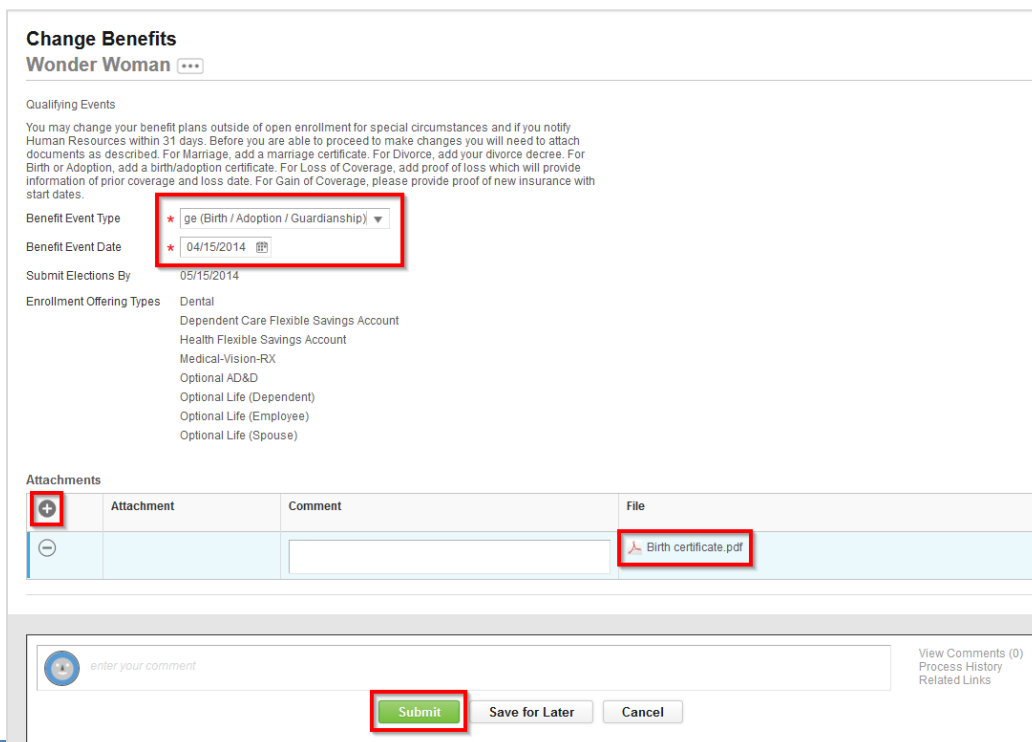 Change Benefits
Wonder Woman
Qualifying Events
You may change your benefit plans outside of open enrollment for special circumstances and if you notify
Human Resources within 31 days. Before you are able to proceed to make changes you will need to attach
documents as described. For Marriage, add a marriage certificate. For Divorce, add your divorce decree. For
Birth or Adoption, add a birth/adoption certificate. For Loss of Coverage, add proof of loss which will provide
information of prior coverage and loss date. For Gain of Coverage, please provide proof of new insurance with
start dates.
Benefit Event Type * ge (Birth / Adoption / Guardianship)
Benefit Event Date * 04/15/2014
Submit Elections By 05/15/2014
Enrollment Offering Types Dental
Dependent Care Flexible Savings Account
Health Flexible Savings Account
Medical-Vision-RX
Optional AD&D
Optional Life (Dependent)
Optional Life (Employee)
Optional Life (Spouse)
Attachments
Attachment Comment File
Birth certificate.pdf
enter your comment
View Comments (0)
Process History
Related Links
Submit Save for Later Cancel